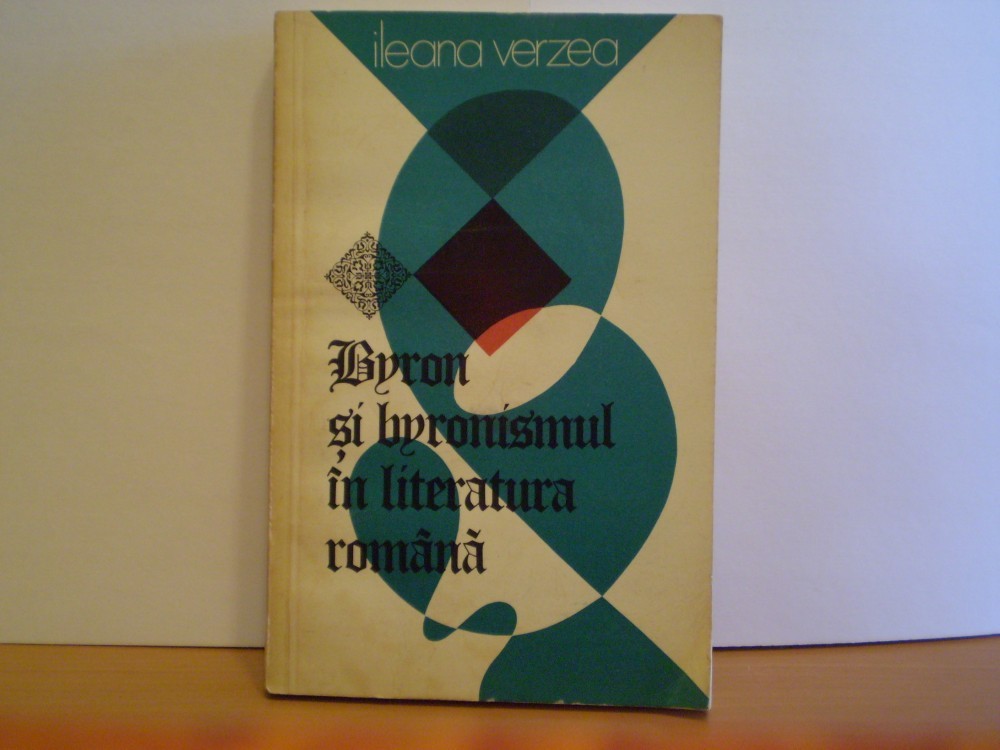 ileana verzea
Byron
și byronismul
în literatura
română